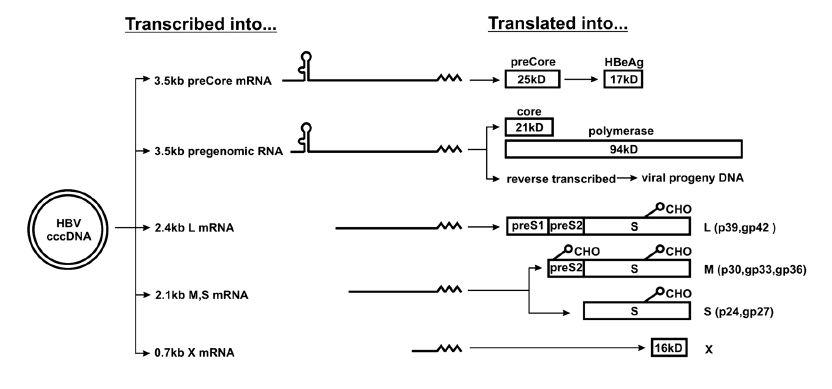 Transcribed into...
Translated into...
3.5kb preCore mRNA
preCore
25kD
HBeAg
17kD
3.5kb pregenomic RNA
core
21kD
polymerase
94kD
reverse transcribed
viral progeny DNA
HBV
cccDNA
2.4kb L mRNA
preS1
preS2
S
CHO
L (p39,gp42 )
2.1kb M,S mRNA
CHO
preS2
S
CHO
M (p30,gp33,gp36)
S
CHO
S (p24,gp27)
0.7kb X mRNA
16kD
X